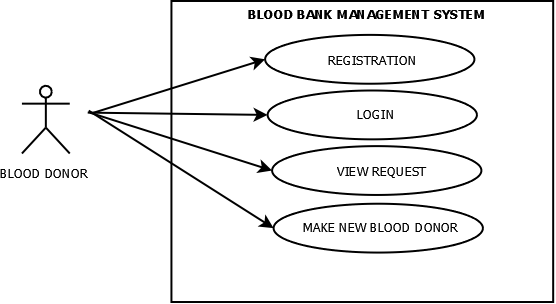 BLOOD BANK MANAGEMENT SYSTEM
REGISTRATION
LOGIN
VIEW REQUEST
BLOOD DONOR
MAKE NEW BLOOD DONOR